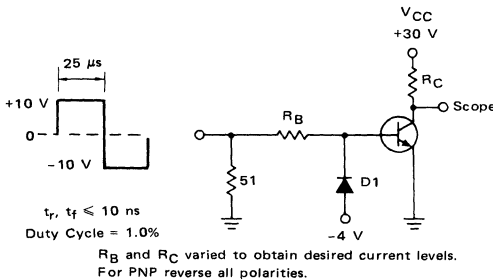 VCC
+30 V
25 µs
RC
+10 V
Scope
RB
0
-10 V
51
D1
tr, tf ⩽ 10 ns
Duty Cycle = 1.0%
-4 V
RB and RC varied to obtain desired current levels.
For PNP reverse all polarities.